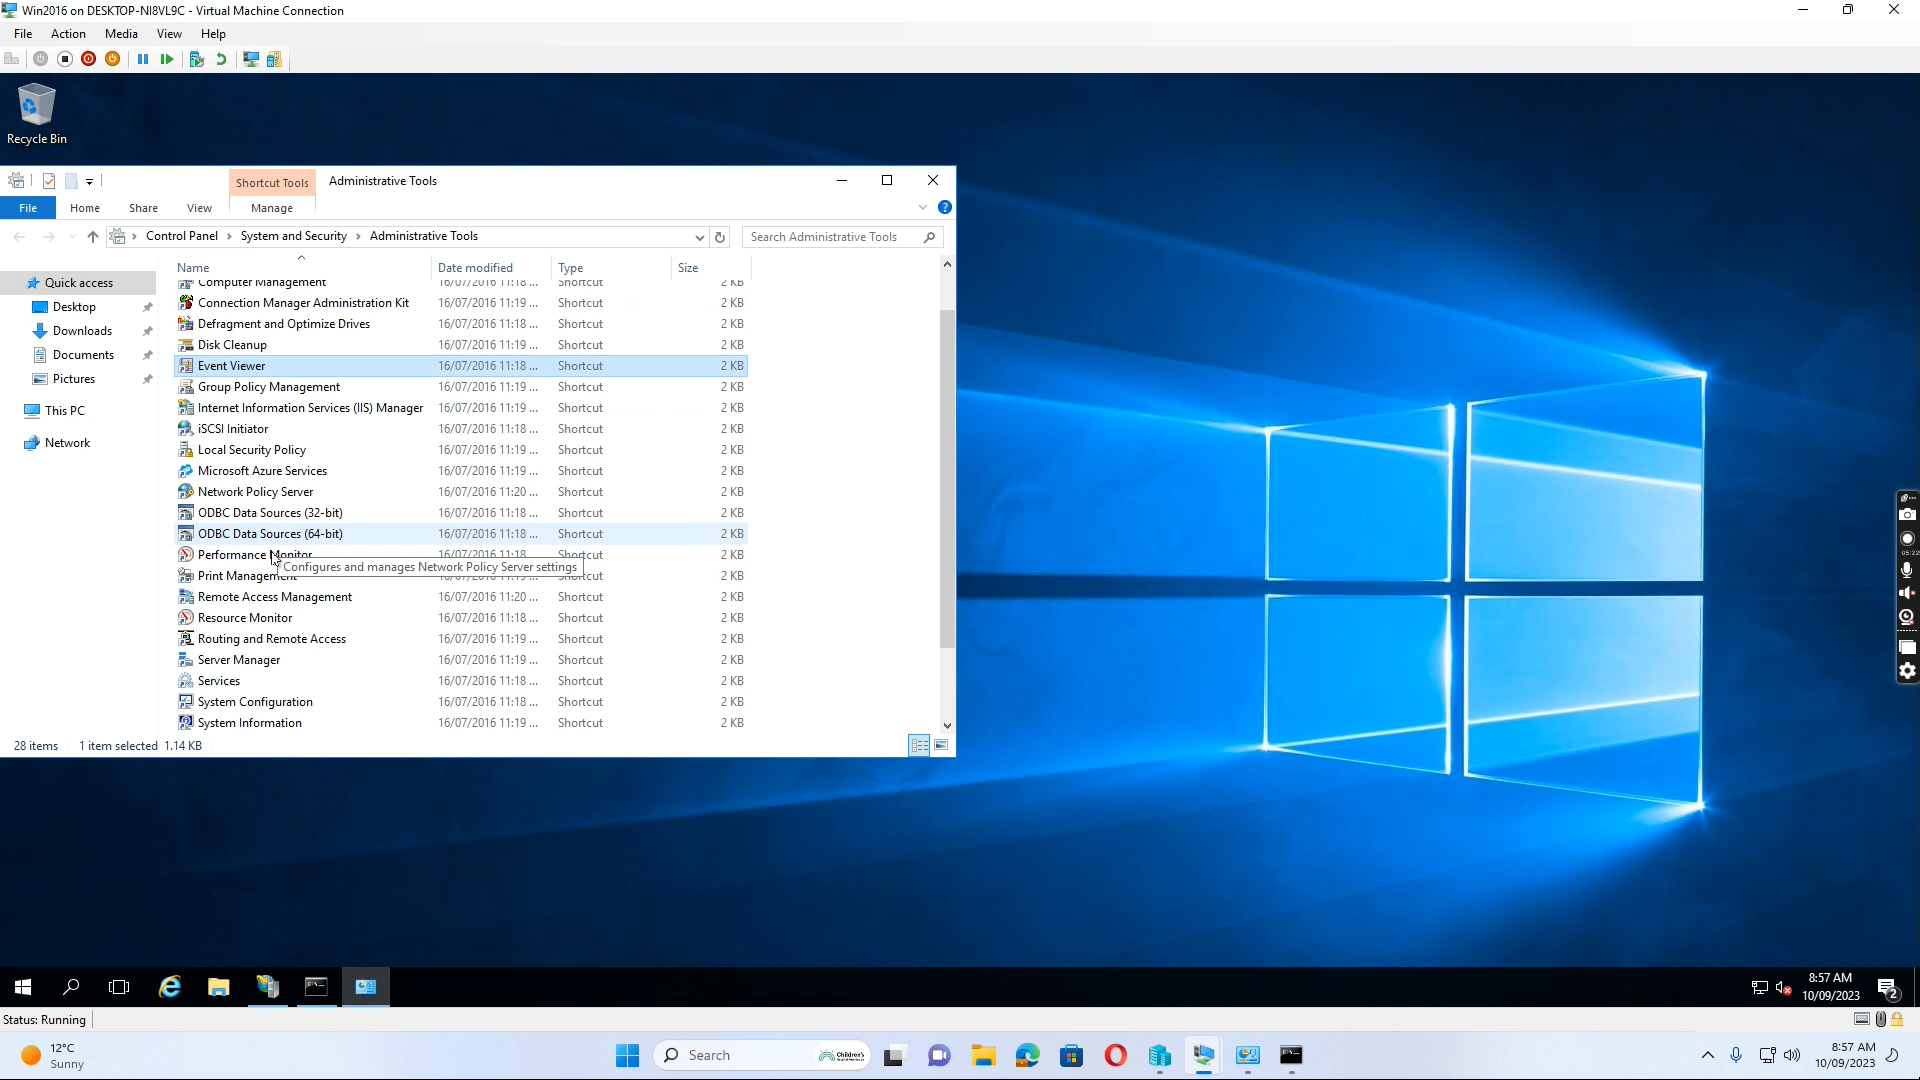 Win2016 on DESKTOP-NI8VL9C - Virtual Machine Connection
File Action Media View Help
Recycle Bin
Shortcut Tools Administrative Tools
File Home Share View Manage
Control Panel > System and Security > Administrative Tools Search Administrative Tools
Name Date modified Type Size
Quick access
Desktop
Downloads
Documents
Pictures
This PC
Network
Computer Management 16/07/2016 11:18 ... Shortcut 2 KB
Connection Manager Administration Kit 16/07/2016 11:19 ... Shortcut 2 KB
Defragment and Optimize Drives 16/07/2016 11:18 ... Shortcut 2 KB
Disk Cleanup 16/07/2016 11:19 ... Shortcut 2 KB
Event Viewer 16/07/2016 11:18 ... Shortcut 2 KB
Group Policy Management 16/07/2016 11:19 ... Shortcut 2 KB
Internet Information Services (IIS) Manager 16/07/2016 11:19 ... Shortcut 2 KB
iSCSI Initiator 16/07/2016 11:18 ... Shortcut 2 KB
Local Security Policy 16/07/2016 11:19 ... Shortcut 2 KB
Microsoft Azure Services 16/07/2016 11:19 ... Shortcut 2 KB
Network Policy Server 16/07/2016 11:20 ... Shortcut 2 KB
ODBC Data Sources (32-bit) 16/07/2016 11:18 ... Shortcut 2 KB
ODBC Data Sources (64-bit) 16/07/2016 11:18 ... Shortcut 2 KB
Performance Monitor 16/07/2016 11:18 Shortcut 2 KB
Configures and manages Network Policy Server settings
Print Management 16/07/2016 11:19 ... Shortcut 2 KB
Remote Access Management 16/07/2016 11:20 ... Shortcut 2 KB
Resource Monitor 16/07/2016 11:18 ... Shortcut 2 KB
Routing and Remote Access 16/07/2016 11:19 ... Shortcut 2 KB
Server Manager 16/07/2016 11:19 ... Shortcut 2 KB
Services 16/07/2016 11:18 ... Shortcut 2 KB
System Configuration 16/07/2016 11:18 ... Shortcut 2 KB
System Information 16/07/2016 11:19 ... Shortcut 2 KB
28 items 1 item selected 1.14 KB
05:22
8:57 AM
10/09/2023
2
Status: Running
12°C
Sunny
Search
Children's
8:57 AM
10/09/2023